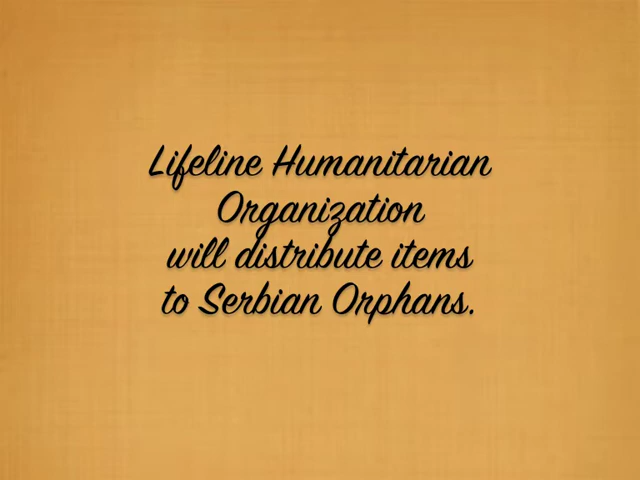 Lifeline Humanitarian
Organization
will distribute items
to Serbian Orphans.